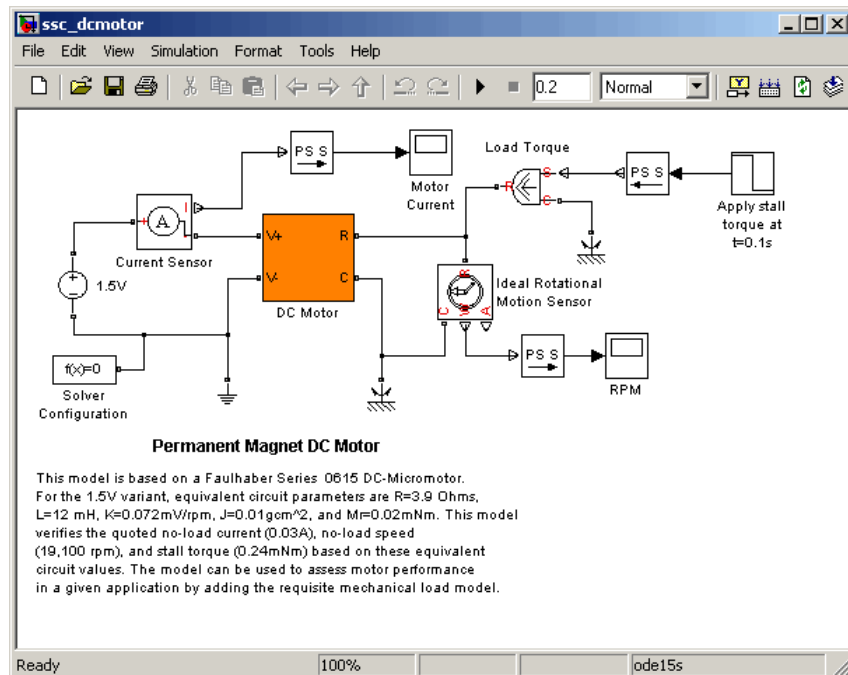 ssc_dcmotor
File Edit View Simulation Format Tools Help
0.2 Normal
PS S
Motor
Current
Load Torque
R S C
PS S
Apply stall
torque at
t=0.1s
+ A I -
Current Sensor
V+ R
V- C
DC Motor
1.5V
R
C W A
Ideal Rotational
Motion Sensor
PS S
RPM
f(x)=0
Solver
Configuration
Permanent Magnet DC Motor
This model is based on a Faulhaber Series 0615 DC-Micromotor.
For the 1.5V variant, equivalent circuit parameters are R=3.9 Ohms,
L=12 mH, K=0.072mV/rpm, J=0.01gcm^2, and Mr=0.02mNm. This model
verifies the quoted no-load current (0.03A), no-load speed
(19,100 rpm), and stall torque (0.24mNm) based on these equivalent
circuit values. The model can be used to assess motor performance
in a given application by adding the requisite mechanical load model.
Ready 100% ode15s